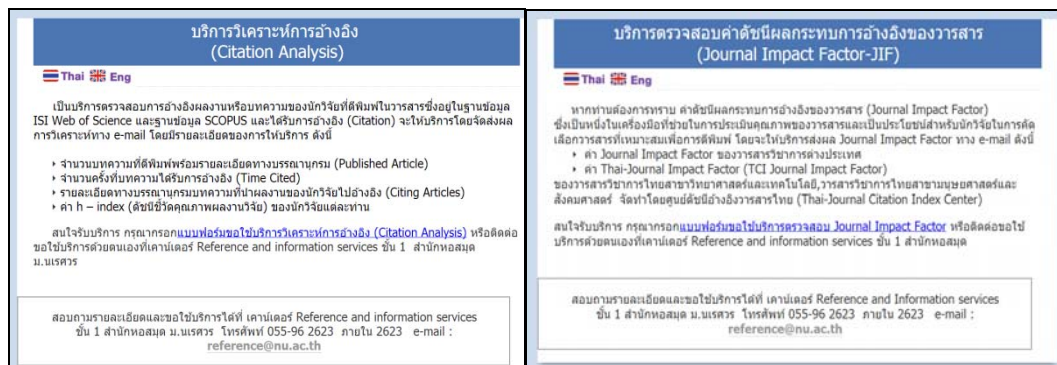 บริการวิเคราะห์การอ้างอิง
(Citation Analysis)
Thai Eng
เป็นบริการตรวจสอบการอ้างอิงผลงานหรือบทความของนักวิจัยที่ตีพิมพ์ในวารสารซึ่งอยู่ในฐานข้อมูล
ISI Web of Science และฐานข้อมูล SCOPUS และได้รับการอ้างอิง (Citation) จะให้บริการโดยจัดส่งผล
การวิเคราะห์ทาง e-mail โดยมีรายละเอียดของการให้บริการ ดังนี้
จำนวนบทความที่ตีพิมพ์พร้อมรายละเอียดทางบรรณานุกรม (Published Article)
จำนวนครั้งที่บทความได้รับการอ้างอิง (Time Cited)
รายละเอียดทางบรรณานุกรมบทความที่นำผลงานของนักวิจัยไปอ้างอิง (Citing Articles)
ค่า h – index (ดัชนีชี้วัดคุณภาพผลงานวิจัย) ของนักวิจัยแต่ละท่าน
สนใจรับบริการ กรุณากรอกแบบฟอร์มขอใช้บริการวิเคราะห์การอ้างอิง (Citation Analysis) หรือติดต่อ
ขอใช้บริการด้วยตนเองที่เคาน์เตอร์ Reference and information services ชั้น 1 สำนักหอสมุด
ม.นเรศวร
สอบถามรายละเอียดและขอใช้บริการได้ที่ เคาน์เตอร์ Reference and information services
ชั้น 1 สำนักหอสมุด ม.นเรศวร โทรศัพท์ 055-96 2623 ภายใน 2623 e-mail :
reference@nu.ac.th
บริการตรวจสอบค่าดัชนีผลกระทบการอ้างอิงของวารสาร
(Journal Impact Factor-JIF)
Thai Eng
หากท่านต้องการทราบ ค่าดัชนีผลกระทบการอ้างอิงของวารสาร (Journal Impact Factor)
ซึ่งเป็นหนึ่งในเครื่องมือที่ช่วยในการประเมินคุณภาพของวารสารและเป็นประโยชน์สำหรับนักวิจัยในการคัด
เลือกวารสารที่เหมาะสมเพื่อการตีพิมพ์ โดยจะให้บริการส่งผล Journal Impact Factor ทาง e-mail ดังนี้
ค่า Journal Impact Factor ของวารสารวิชาการต่างประเทศ
ค่า Thai-Journal Impact Factor (TCI Journal Impact Factor)
ของวารสารวิชาการไทยสาขาวิทยาศาสตร์และเทคโนโลยี,วารสารวิชาการไทยสาขามนุษยศาสตร์และ
สังคมศาสตร์ จัดทำโดยศูนย์ดัชนีอ้างอิงวารสารไทย (Thai-Journal Citation Index Center)
สนใจรับบริการ กรุณากรอกแบบฟอร์มขอใช้บริการตรวจสอบ Journal Impact Factor หรือติดต่อขอใช้
บริการด้วยตนเองที่เคาน์เตอร์ Reference and information services ชั้น 1 สำนักหอสมุด
สอบถามรายละเอียดและขอใช้บริการได้ที่ เคาน์เตอร์ Reference and Information services
ชั้น 1 สำนักหอสมุด ม.นเรศวร โทรศัพท์ 055-96 2623 ภายใน 2623 e-mail :
reference@nu.ac.th